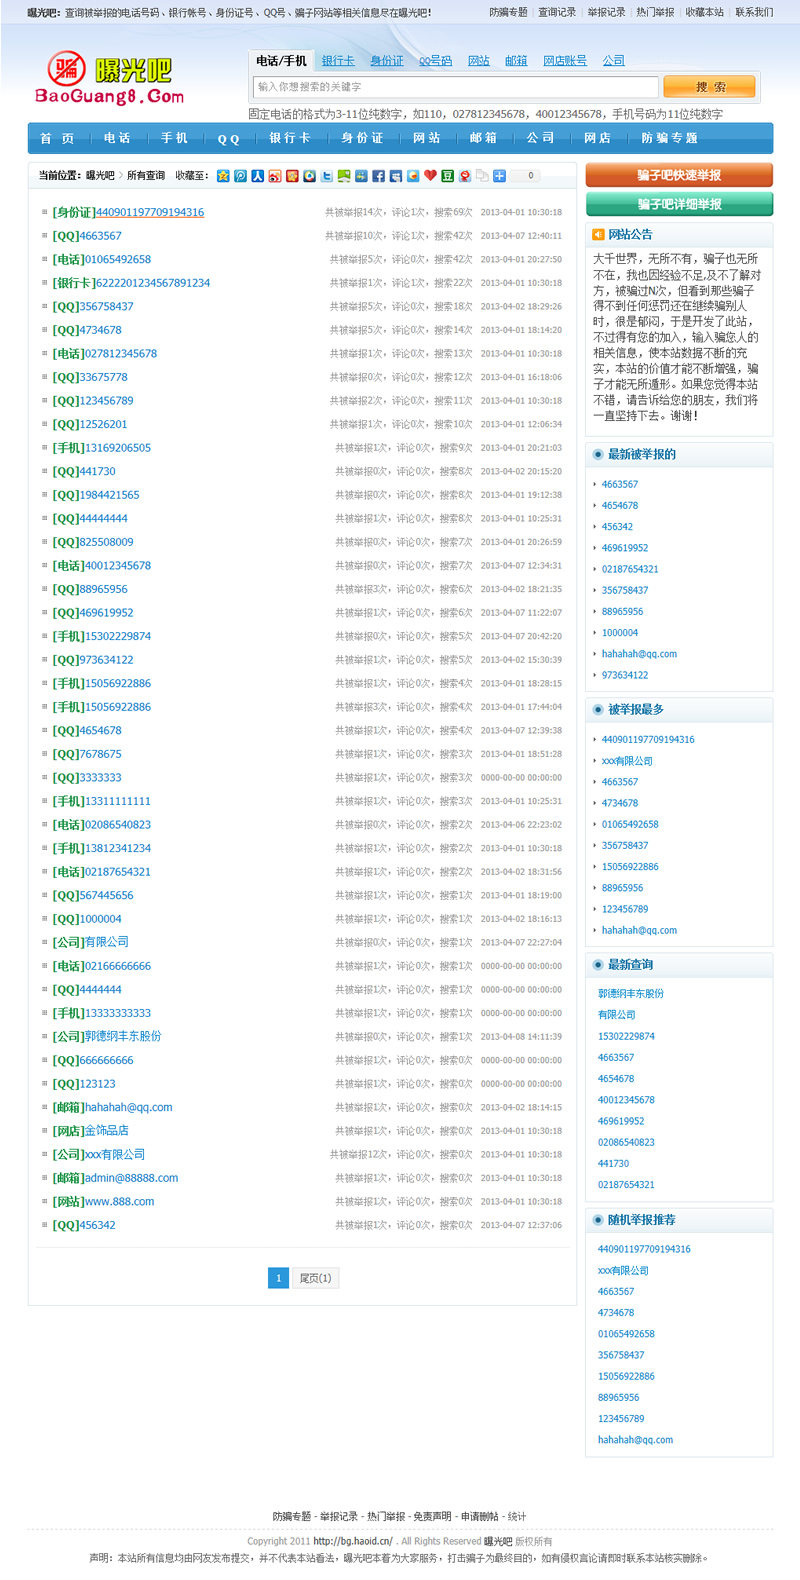 曝光吧：查询被举报的电话号码、银行帐号、身份证号、QQ号、骗子网站等相关信息尽在曝光吧！
防骗专题 | 查询记录 | 举报记录 | 热门举报 | 收藏本站 | 联系我们
骗 曝光吧
BaoGuang8.Com
电话/手机 银行卡 身份证 QQ号码 网站 邮箱 网店账号 公司
输入你想搜索的关键字 搜 索
固定电话的格式为3-11位纯数字，如110，027812345678，40012345678，手机号码为11位纯数字
首 页 电 话 手 机 Q Q 银 行 卡 身 份 证 网 站 邮 箱 公 司 网 店 防 骗 专 题
当前位置：曝光吧 > 所有查询 收藏至： 0
[身份证]440901197709194316 共被举报14次，评论1次，搜索69次 2013-04-01 10:30:18
[QQ]4663567 共被举报10次，评论1次，搜索42次 2013-04-07 12:40:11
[电话]01065492658 共被举报5次，评论0次，搜索42次 2013-04-01 20:27:50
[银行卡]6222201234567891234 共被举报1次，评论1次，搜索22次 2013-04-01 10:30:18
[QQ]356758437 共被举报5次，评论0次，搜索18次 2013-04-02 18:29:26
[QQ]4734678 共被举报5次，评论0次，搜索14次 2013-04-01 18:14:20
[电话]027812345678 共被举报1次，评论0次，搜索13次 2013-04-01 10:30:18
[QQ]33675778 共被举报0次，评论0次，搜索12次 2013-04-01 16:18:06
[QQ]123456789 共被举报2次，评论0次，搜索11次 2013-04-01 10:30:18
[QQ]12526201 共被举报1次，评论0次，搜索10次 2013-04-01 12:06:34
[手机]13169206505 共被举报1次，评论0次，搜索9次 2013-04-01 20:21:03
[QQ]441730 共被举报0次，评论0次，搜索8次 2013-04-02 20:15:20
[QQ]1984421565 共被举报0次，评论0次，搜索8次 2013-04-01 19:12:38
[QQ]44444444 共被举报1次，评论0次，搜索8次 2013-04-01 10:25:31
[QQ]825508009 共被举报0次，评论0次，搜索7次 2013-04-01 20:26:59
[电话]40012345678 共被举报0次，评论0次，搜索7次 2013-04-07 12:34:31
[QQ]88965956 共被举报3次，评论0次，搜索6次 2013-04-02 18:21:35
[QQ]469619952 共被举报1次，评论0次，搜索6次 2013-04-07 11:22:07
[手机]15302229874 共被举报0次，评论0次，搜索5次 2013-04-07 20:42:20
[QQ]973634122 共被举报1次，评论0次，搜索5次 2013-04-02 15:30:39
[手机]15056922886 共被举报1次，评论0次，搜索4次 2013-04-01 18:28:15
[手机]15056922886 共被举报3次，评论0次，搜索4次 2013-04-01 17:44:04
[QQ]4654678 共被举报1次，评论0次，搜索4次 2013-04-07 12:39:38
[QQ]7678675 共被举报1次，评论0次，搜索3次 2013-04-01 18:51:28
[QQ]3333333 共被举报1次，评论0次，搜索3次 0000-00-00 00:00:00
[手机]13311111111 共被举报1次，评论0次，搜索3次 2013-04-01 10:25:31
[电话]02086540823 共被举报0次，评论0次，搜索2次 2013-04-06 22:23:02
[手机]13812341234 共被举报1次，评论0次，搜索2次 2013-04-01 10:30:18
[电话]02187654321 共被举报1次，评论0次，搜索2次 2013-04-02 18:31:56
[QQ]567445656 共被举报1次，评论0次，搜索1次 2013-04-01 18:19:00
[QQ]1000004 共被举报1次，评论0次，搜索2次 2013-04-02 18:16:13
[公司]有限公司 共被举报0次，评论0次，搜索1次 2013-04-07 22:27:04
[电话]02166666666 共被举报1次，评论0次，搜索1次 0000-00-00 00:00:00
[QQ]4444444 共被举报1次，评论0次，搜索1次 0000-00-00 00:00:00
[手机]13333333333 共被举报1次，评论0次，搜索1次 0000-00-00 00:00:00
[公司]郭德纲丰东股份 共被举报0次，评论0次，搜索1次 2013-04-08 14:11:39
[QQ]666666666 共被举报1次，评论0次，搜索0次 0000-00-00 00:00:00
[QQ]123123 共被举报1次，评论0次，搜索0次 0000-00-00 00:00:00
[邮箱]hahahah@qq.com 共被举报1次，评论0次，搜索0次 2013-04-02 18:14:15
[网店]金饰品店 共被举报1次，评论0次，搜索0次 2013-04-01 10:30:18
[公司]xxx有限公司 共被举报12次，评论0次，搜索0次 2013-04-01 10:30:18
[邮箱]admin@88888.com 共被举报1次，评论0次，搜索0次 2013-04-01 10:30:18
[网站]www.888.com 共被举报1次，评论0次，搜索0次 2013-04-01 10:30:18
[QQ]456342 共被举报1次，评论0次，搜索0次 2013-04-07 12:37:06
1 尾页(1)
骗子吧快速举报
骗子吧详细举报
网站公告
大千世界，无所不有，骗子也无所
不在，我也因经验不足,及不了解对
方，被骗过N次，但看到那些骗子
得不到任何惩罚还在继续骗别人
时，很是郁闷，于是开发了此站，
不过得有您的加入，输入骗您人的
相关信息，使本站数据不断的充
实，本站的价值才能不断增强，骗
子才能无所遁形。如果您觉得本站
不错，请告诉给您的朋友，我们将
一直坚持下去。谢谢！
最新被举报的
4663567
4654678
456342
469619952
02187654321
356758437
88965956
1000004
hahahah@qq.com
973634122
被举报最多
440901197709194316
xxx有限公司
4663567
4734678
01065492658
356758437
15056922886
88965956
123456789
hahahah@qq.com
最新查询
郭德纲丰东股份
有限公司
15302229874
4663567
4654678
40012345678
469619952
02086540823
441730
02187654321
随机举报推荐
440901197709194316
xxx有限公司
4663567
4734678
01065492658
356758437
15056922886
88965956
123456789
hahahah@qq.com
防骗专题 - 举报记录 - 热门举报 - 免责声明 - 申请删帖 - 统计
Copyright 2011 http://bg.haoid.cn/ . All Rights Reserved 曝光吧 版权所有
声明：本站所有信息均由网友发布提交，并不代表本站看法，曝光吧本着为大家服务，打击骗子为最终目的，如有侵权言论请即时联系本站核实删除。